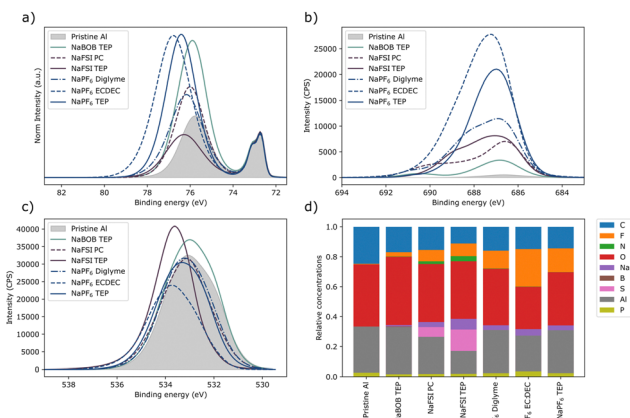 a)
Norm Intensity (a.u.)
Pristine Al
NaBOB TEP
NaFSI PC
NaFSI TEP
NaPF₆ Diglyme
NaPF₆ ECDEC
NaPF₆ TEP
82 80 78 76 74 72
Binding energy (eV)
b)
Intensity (CPS)
25000
20000
15000
10000
5000
0
Pristine Al
NaBOB TEP
NaFSI PC
NaFSI TEP
NaPF₆ Diglyme
NaPF₆ ECDEC
NaPF₆ TEP
694 692 690 688 686 684
Binding energy (eV)
c)
Intensity (CPS)
40000
35000
30000
25000
20000
15000
10000
5000
0
Pristine Al
NaBOB TEP
NaFSI PC
NaFSI TEP
NaPF₆ Diglyme
NaPF₆ ECDEC
NaPF₆ TEP
538 536 534 532 530
Binding energy (eV)
d)
Relative concentrations
1.0
0.8
0.6
0.4
0.2
0.0
Pristine Al
NaBOB TEP
NaFSI PC
NaFSI TEP
₆ Diglyme
F₆ EC:DEC
NaPF₆ TEP
C
F
N
O
Na
B
S
Al
P